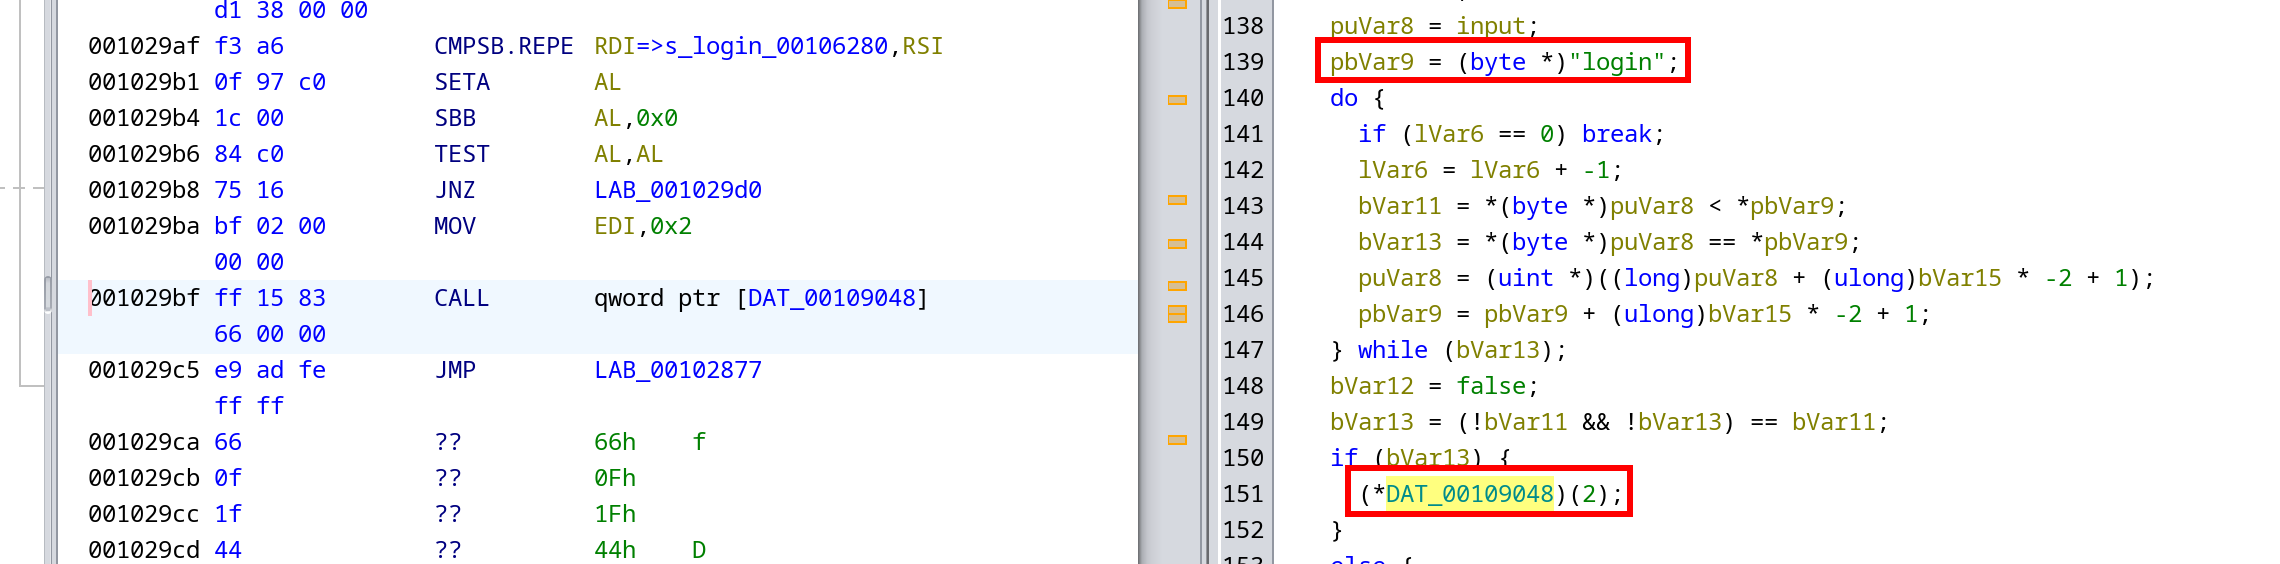 d1 38 00 00
001029af f3 a6 CMPSB.REPE RDI=>s_login_00106280,RSI
001029b1 0f 97 c0 SETA AL
001029b4 1c 00 SBB AL,0x0
001029b6 84 c0 TEST AL,AL
001029b8 75 16 JNZ LAB_001029d0
001029ba bf 02 00 MOV EDI,0x2
00 00
001029bf ff 15 83 CALL qword ptr [DAT_00109048]
66 00 00
001029c5 e9 ad fe JMP LAB_00102877
ff ff
001029ca 66 ?? 66h f
001029cb 0f ?? 0Fh
001029cc 1f ?? 1Fh
001029cd 44 ?? 44h D
138 puVar8 = input;
139 pbVar9 = (byte *)"login";
140 do {
141 if (lVar6 == 0) break;
142 lVar6 = lVar6 + -1;
143 bVar11 = *(byte *)puVar8 < *pbVar9;
144 bVar13 = *(byte *)puVar8 == *pbVar9;
145 puVar8 = (uint *)((long)puVar8 + (ulong)bVar15 * -2 + 1);
146 pbVar9 = pbVar9 + (ulong)bVar15 * -2 + 1;
147 } while (bVar13);
148 bVar12 = false;
149 bVar13 = (!bVar11 && !bVar13) == bVar11;
150 if (bVar13) {
151 (*DAT_00109048)(2);
152 }
153 else {